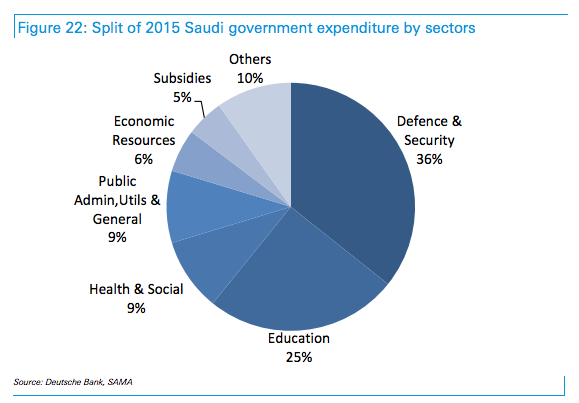 Figure 22: Split of 2015 Saudi government expenditure by sectors
Others
10%
Subsidies
5%
Economic
Resources
6%
Public
Admin,Utils &
General
9%
Health & Social
9%
Education
25%
Defence &
Security
36%
Source: Deutsche Bank, SAMA